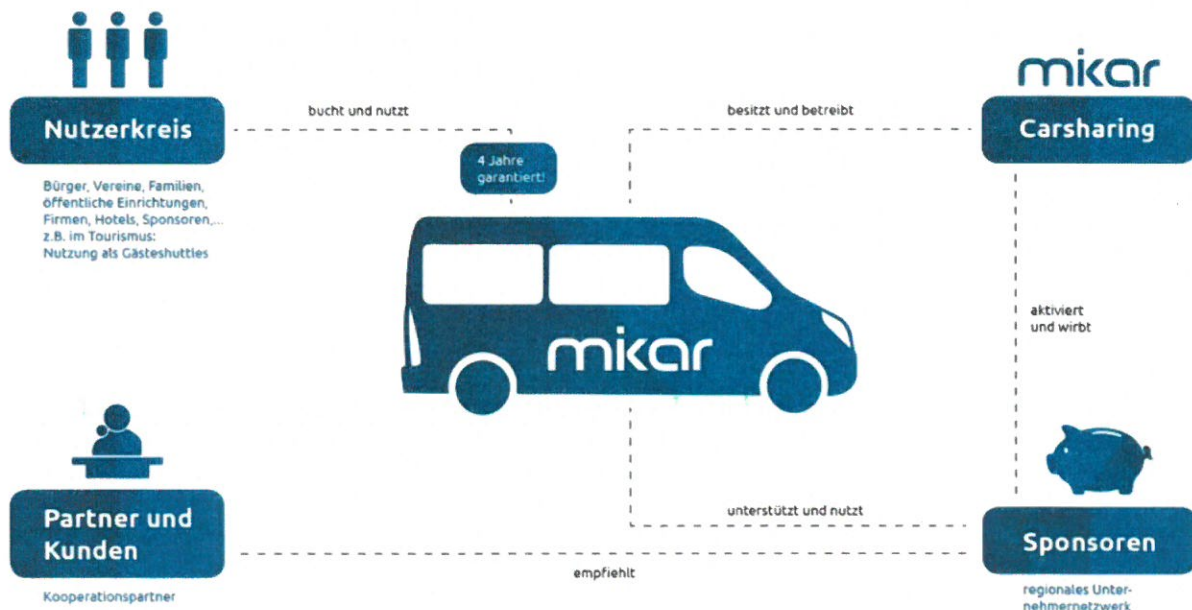 mikar
Nutzerkreis
bucht und nutzt
besitzt und betreibt
Carsharing
4 Jahre
garantiert!
Bürger, Vereine, Familien,
öffentliche Einrichtungen,
Firmen, Hotels, Sponsoren,...
z.B. im Tourismus:
Nutzung als Gästeshuttles
mikar
aktiviert
und wirbt
Partner und
Kunden
unterstützt und nutzt
Sponsoren
empfiehlt
Kooperationspartner
regionales Unter-
nehmernetzwerk